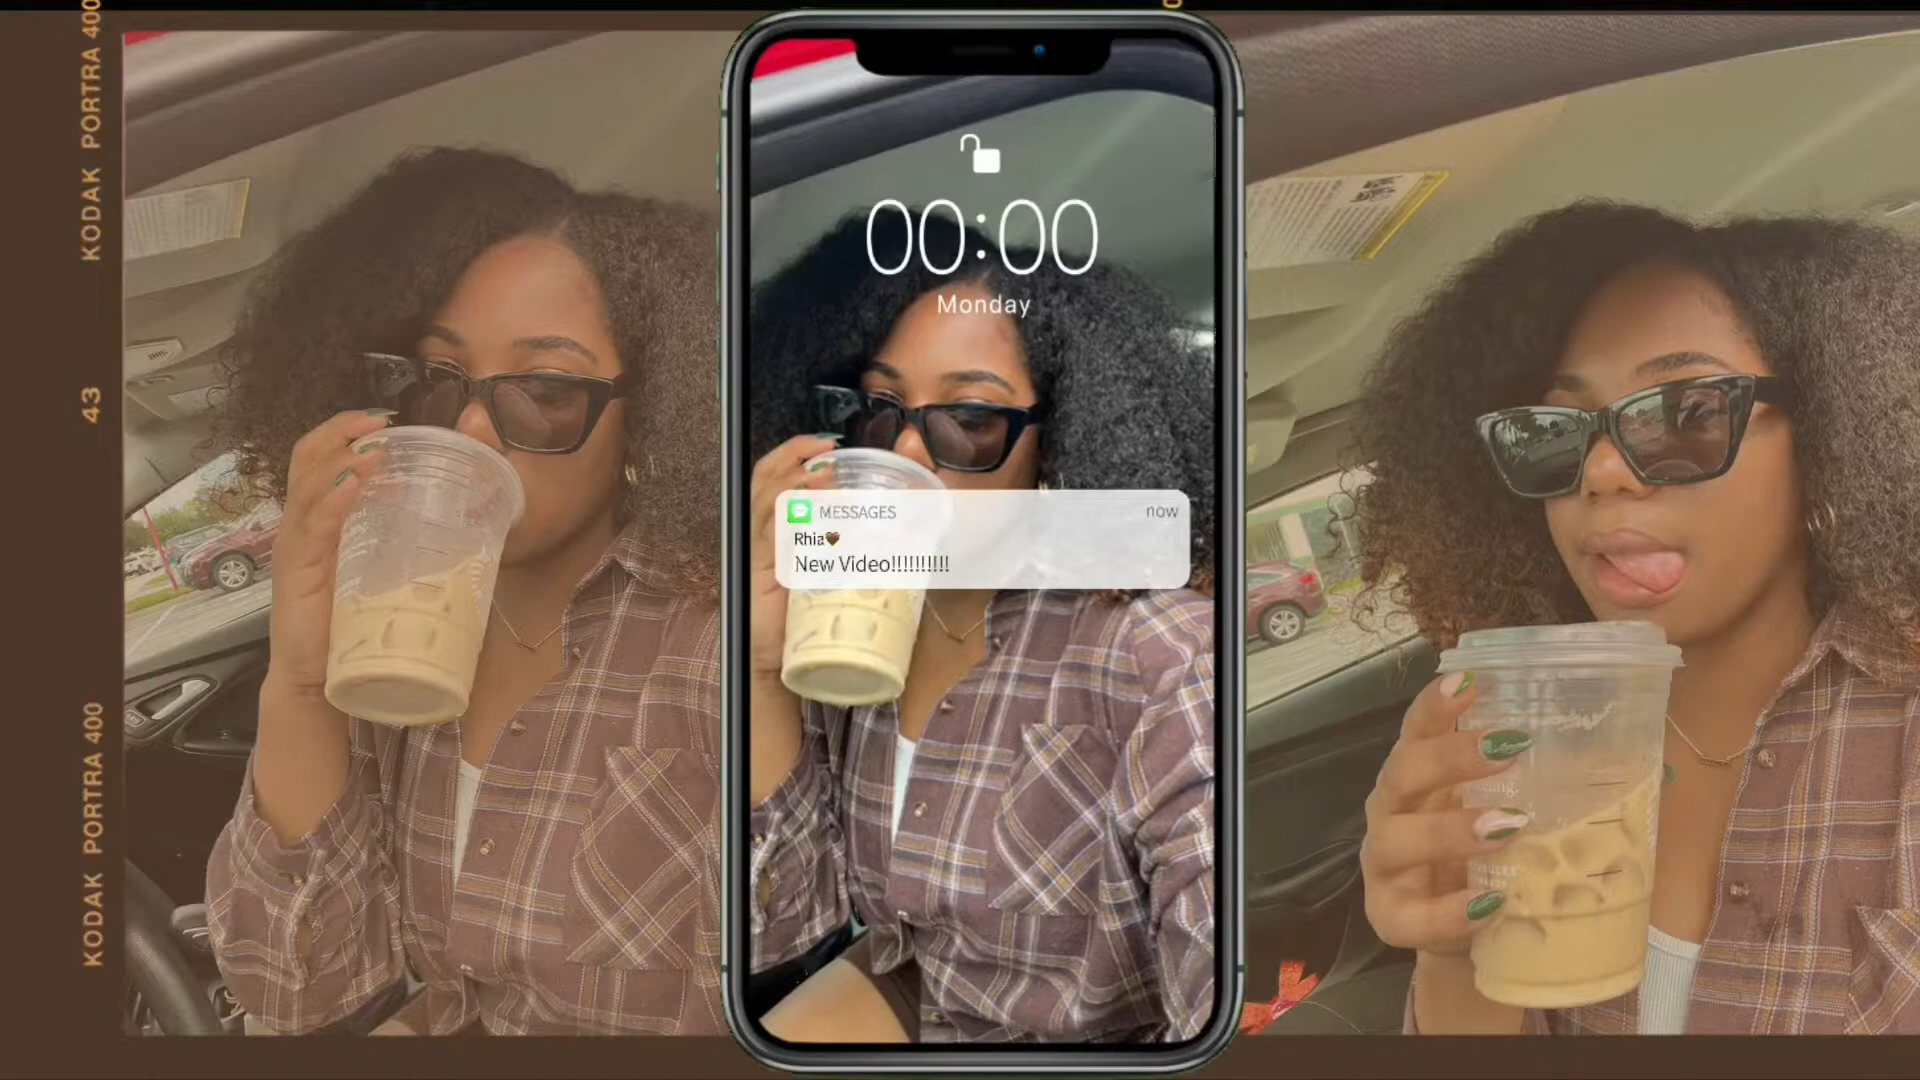 KODAK PORTRA 400
43
KODAK PORTRA 400
00:00
Monday
MESSAGES
now
Rhia🤎
New Video!!!!!!!!!!